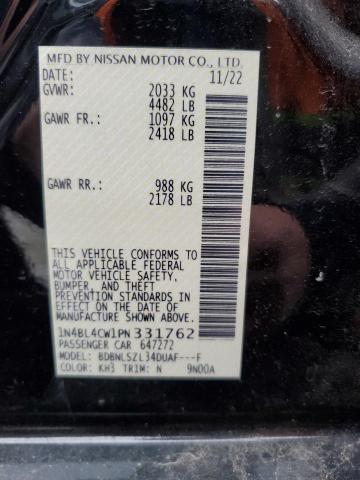 MFD BY NISSAN MOTOR CO., LTD.
DATE: 11/22
GVWR: 2033 KG
4482 LB
GAWR FR.: 1097 KG
2418 LB
GAWR RR.: 988 KG
2178 LB
THIS VEHICLE CONFORMS TO
ALL APPLICABLE FEDERAL
MOTOR VEHICLE SAFETY,
BUMPER, AND THEFT
PREVENTION STANDARDS IN
EFFECT ON THE DATE OF
MANUFACTURE SHOWN ABOVE.
1N4BL4CW1PN331762
PASSENGER CAR 647272
MODEL: BDBNLSZL34DUAF---F
COLOR: KH3 TRIM: N 9N00A